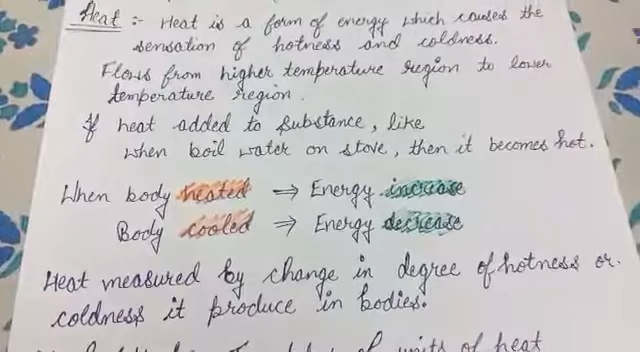 Heat :- Heat is a form of energy which causes the
sensation of hotness and coldness.
Flows from higher temperature region to lower
temperature region.
If heat added to substance, like
when boil water on stove, then it becomes hot.
When body heated → Energy increase
Body cooled → Energy decrease
Heat measured by change in degree of hotness or
coldness it produce in bodies.
units of heat